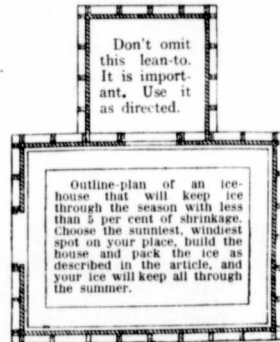 Don't omit
this lean-to.
It is import-
ant. Use it
as directed.
Outline-plan of an ice-
house that will keep ice
through the season with less
than 5 per cent of shrinkage.
Choose the sunniest, windiest
spot on your place, build the
house and pack the ice as
described in the article, and
your ice will keep all through
the summer.